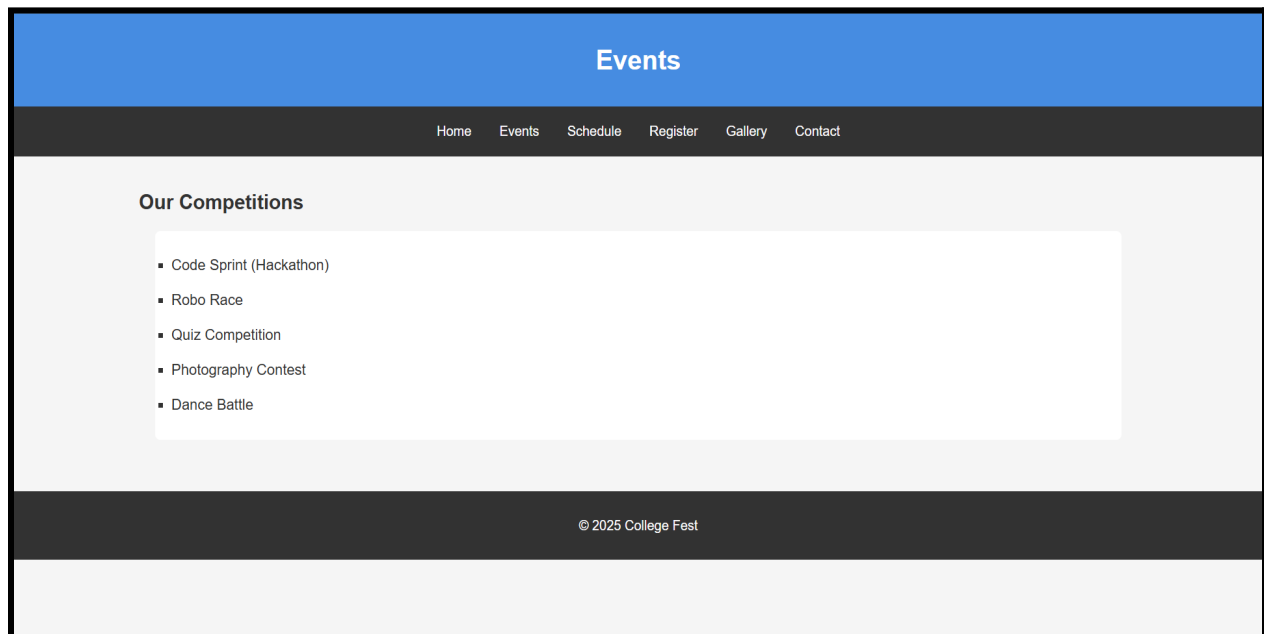 Events
Home Events Schedule Register Gallery Contact
Our Competitions
Code Sprint (Hackathon)
Robo Race
Quiz Competition
Photography Contest
Dance Battle
© 2025 College Fest